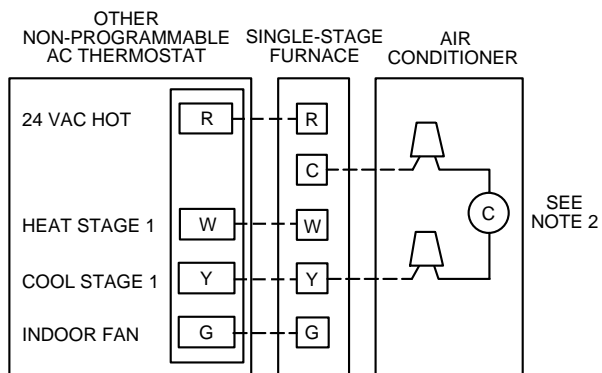 OTHER
NON-PROGRAMMABLE
AC THERMOSTAT
SINGLE-STAGE
FURNACE
AIR
CONDITIONER
24 VAC HOT
R
R
C
HEAT STAGE 1
W
W
C
SEE
NOTE 2
COOL STAGE 1
Y
Y
INDOOR FAN
G
G